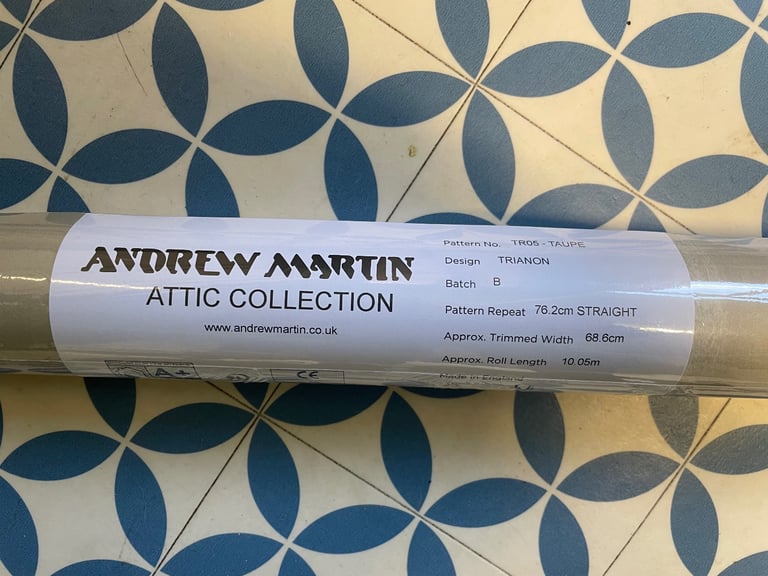 ANDREW MARTIN
ATTIC COLLECTION
www.andrewmartin.co.uk
Pattern No. TR05 - TAUPE
Design TRIANON
Batch B
Pattern Repeat 76.2cm STRAIGHT
Approx. Trimmed Width 68.6cm
Approx. Roll Length 10.05m
Made in England
A+
CE